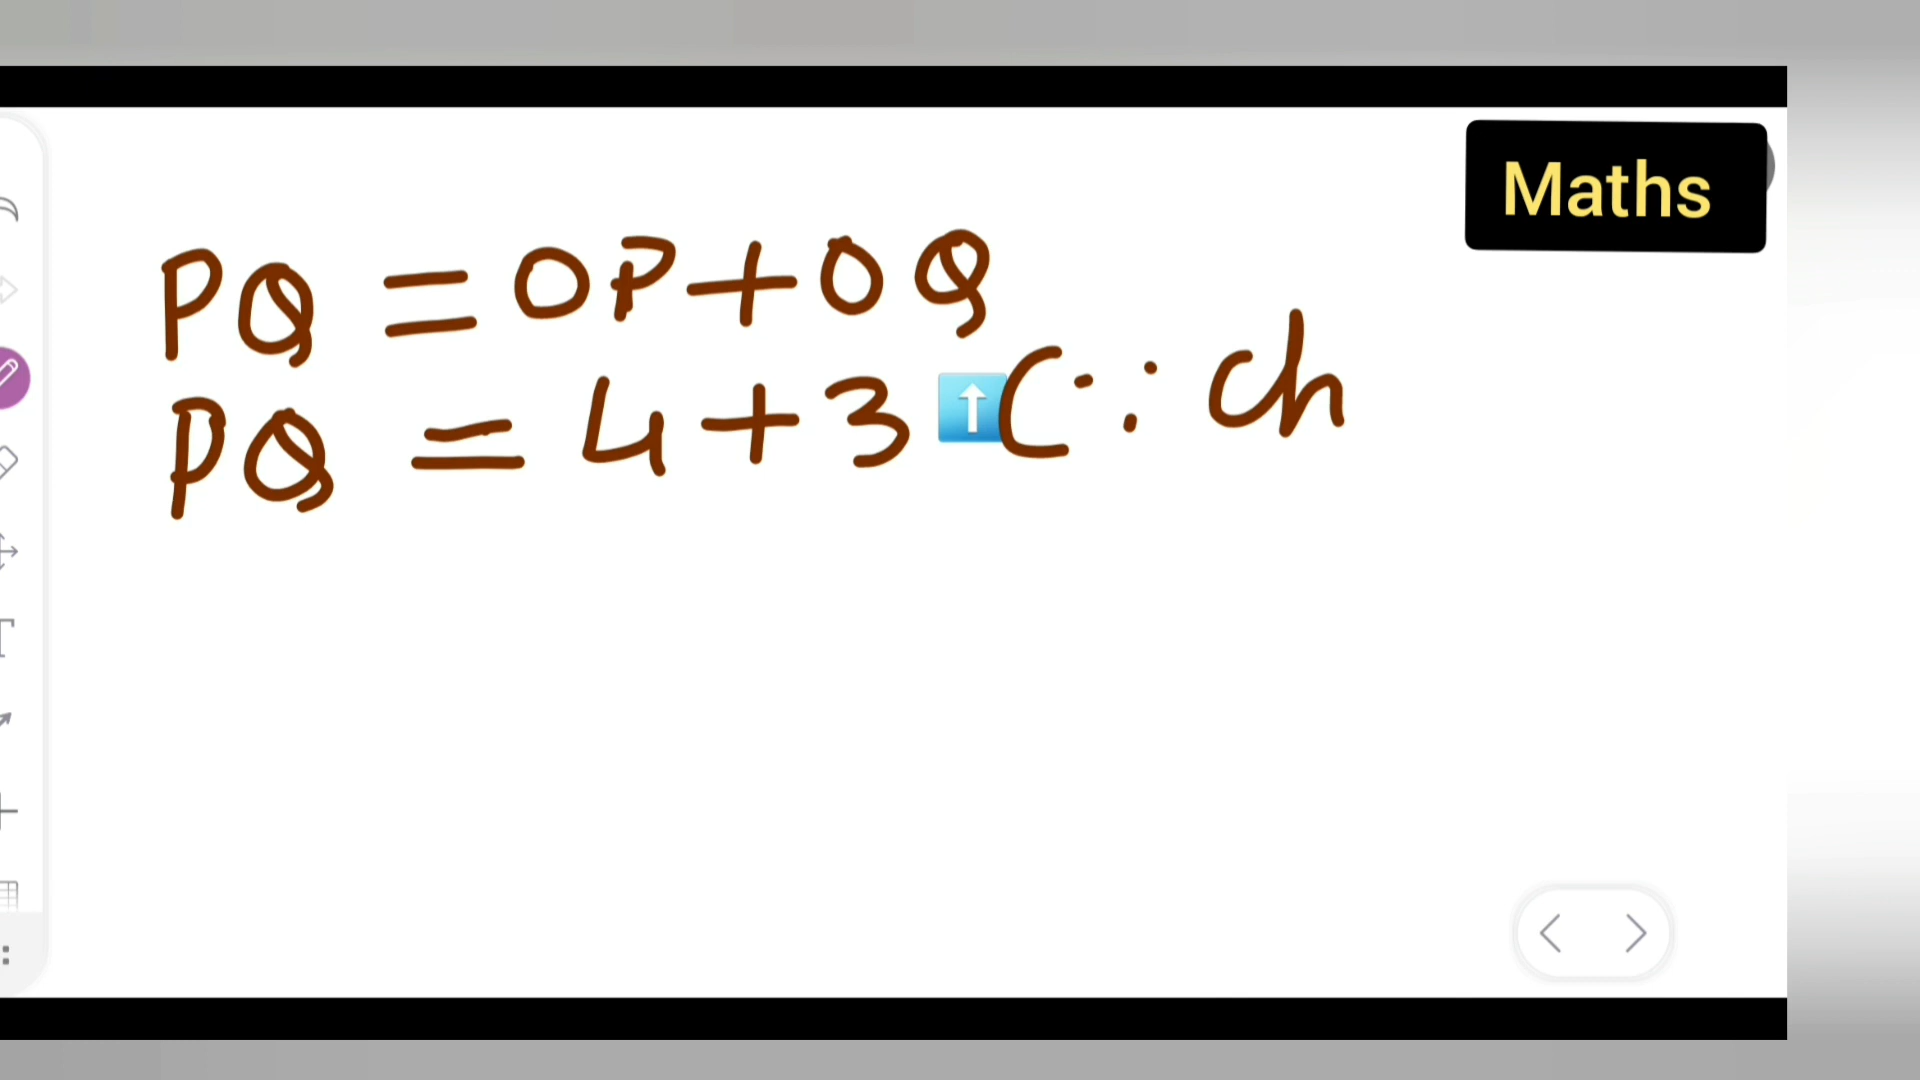 Maths
PQ = OP + OQ
PQ = 4 + 3 (∵ ch